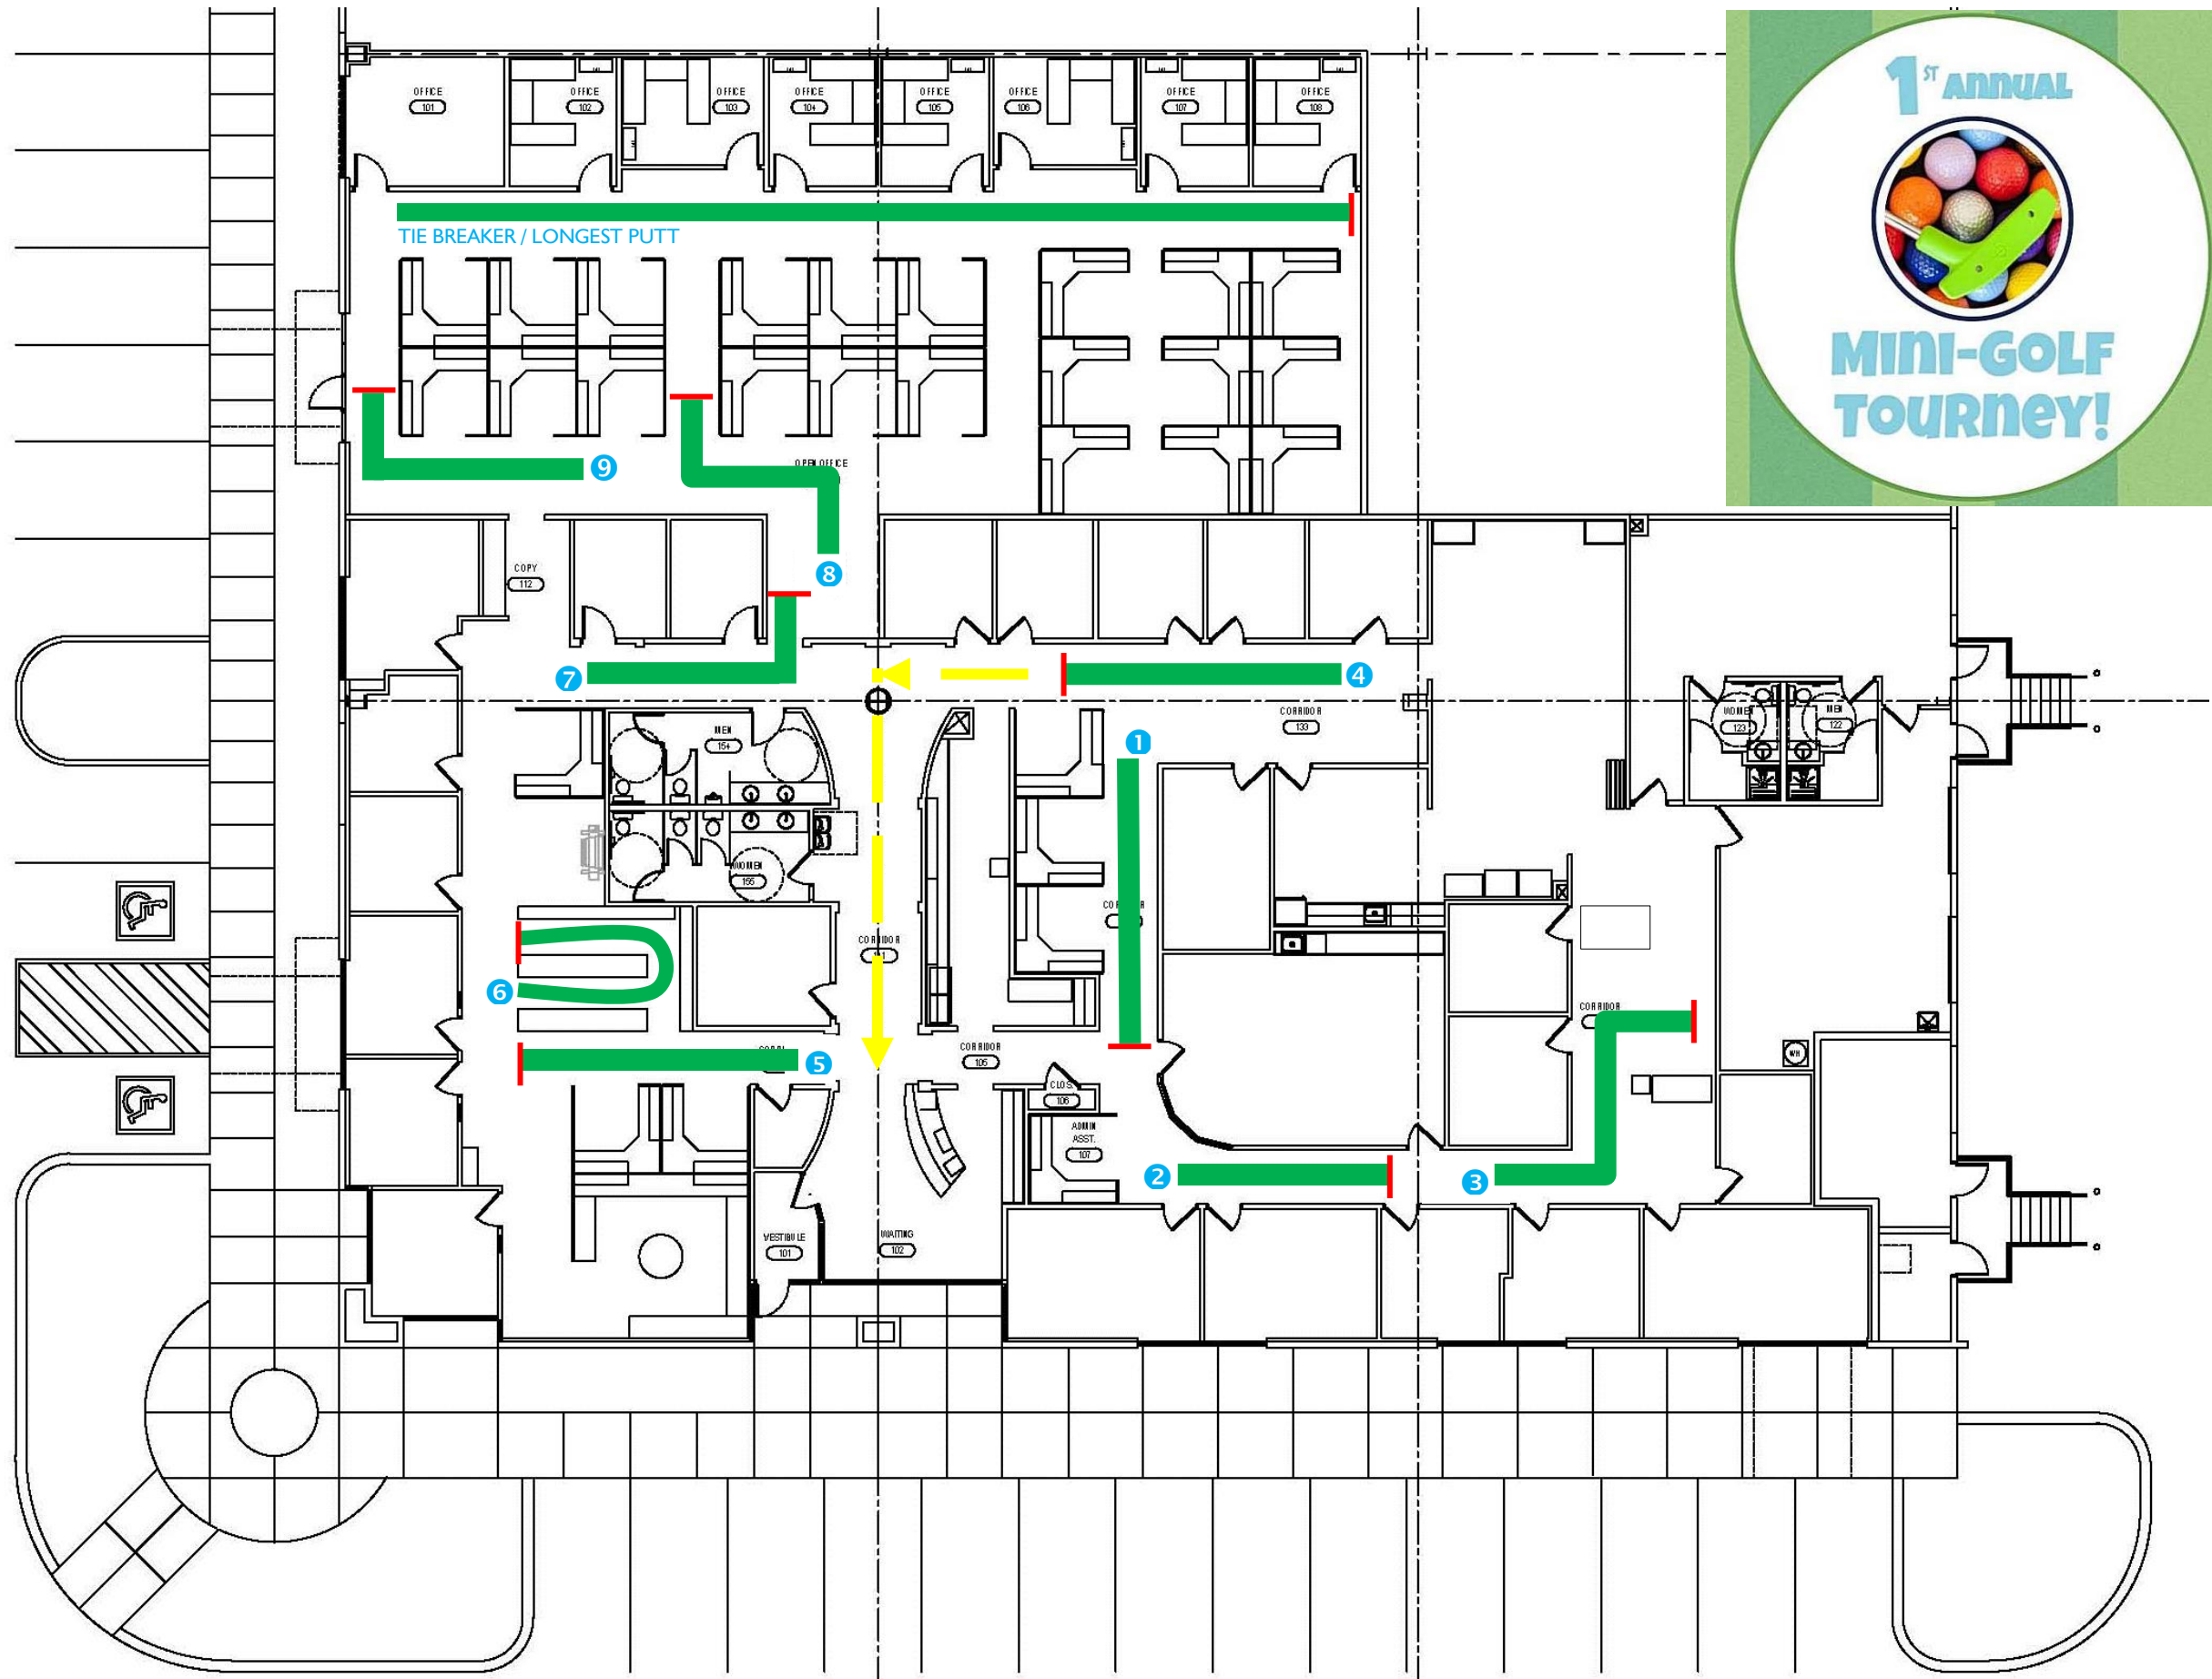 1ST ANNUAL
MINI-GOLF
TOURNEY!
OFFICE
101
OFFICE
102
OFFICE
103
OFFICE
104
OFFICE
105
OFFICE
106
OFFICE
107
OFFICE
108
TIE BREAKER / LONGEST PUTT
9
OPEN OFFICE
8
COPY
112
7
4
CORRIDOR
133
1
MEN
154
WOMEN
123
MEN
122
WOMEN
155
CORRIDOR
6
CORRIDOR
5
CORRIDOR
105
WH
CLOS.
106
ADMIN
ASST.
107
2
3
VESTIBULE
101
WAITING
102